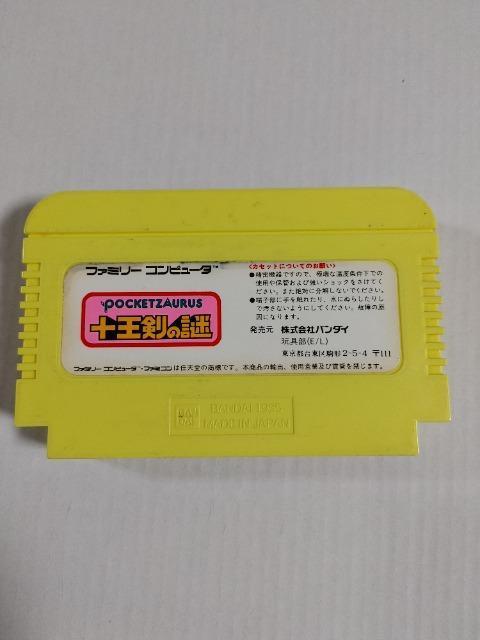 ファミリー コンピュータ™
POCKETZAURUS
十王剣の謎
〈カセットについてのお願い〉
●精密機器ですので、極端な温度条件下での
使用や保管および強いショックをさけてく
ださい。また絶対に分解しないでください。
●端子部に手を触れたり、水にぬらしたりし
て汚さないようにしてください。故障の原
因になります。
発売元 株式会社バンダイ
玩具部(E/L)
東京都台東区駒形2-5-4 〒111
ファミリー コンピュータ・ファミコンは任天堂の商標です。本商品の輸出、使用営業及び賃貸を禁じます。
BAN
DAI
BANDAI 1985
MADE IN JAPAN